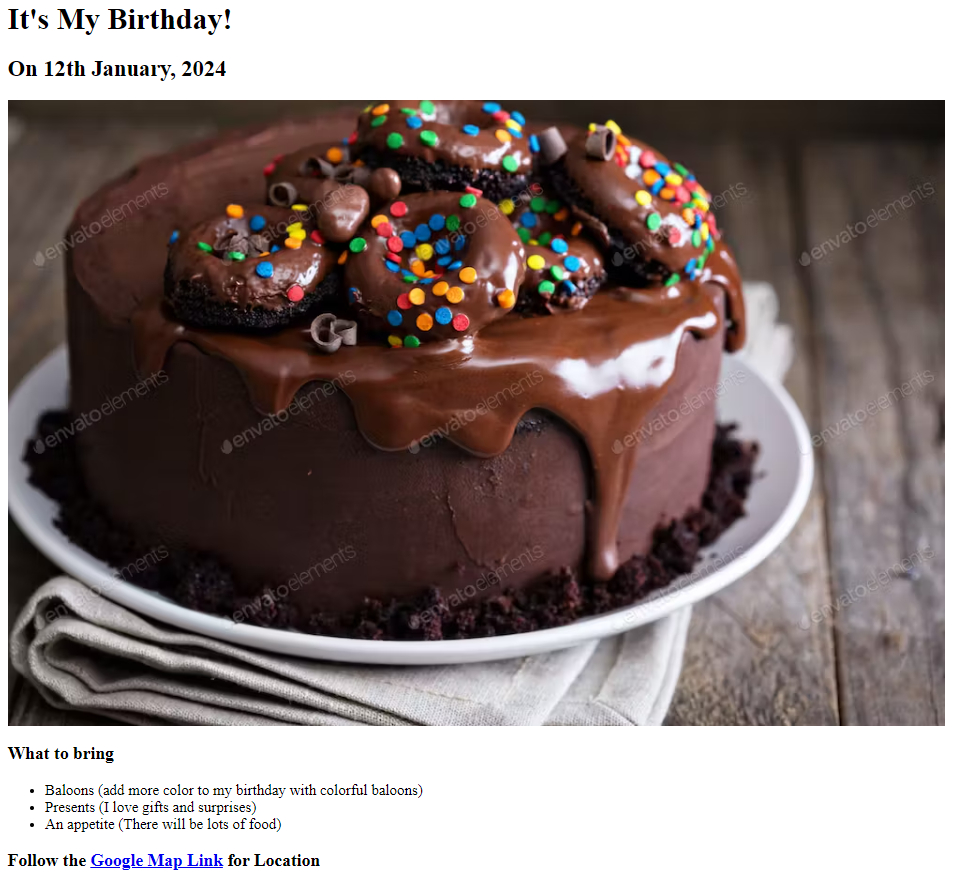 It's My Birthday!
On 12th January, 2024
envatoelements envatoelements envatoelements
envatoelements envatoelements envatoelements envatoelements envatoelements
envatoelements envatoelements envatoelements envatoelements envatoelements
What to bring
Baloons (add more color to my birthday with colorful baloons)
Presents (I love gifts and surprises)
An appetite (There will be lots of food)
Follow the Google Map Link for Location